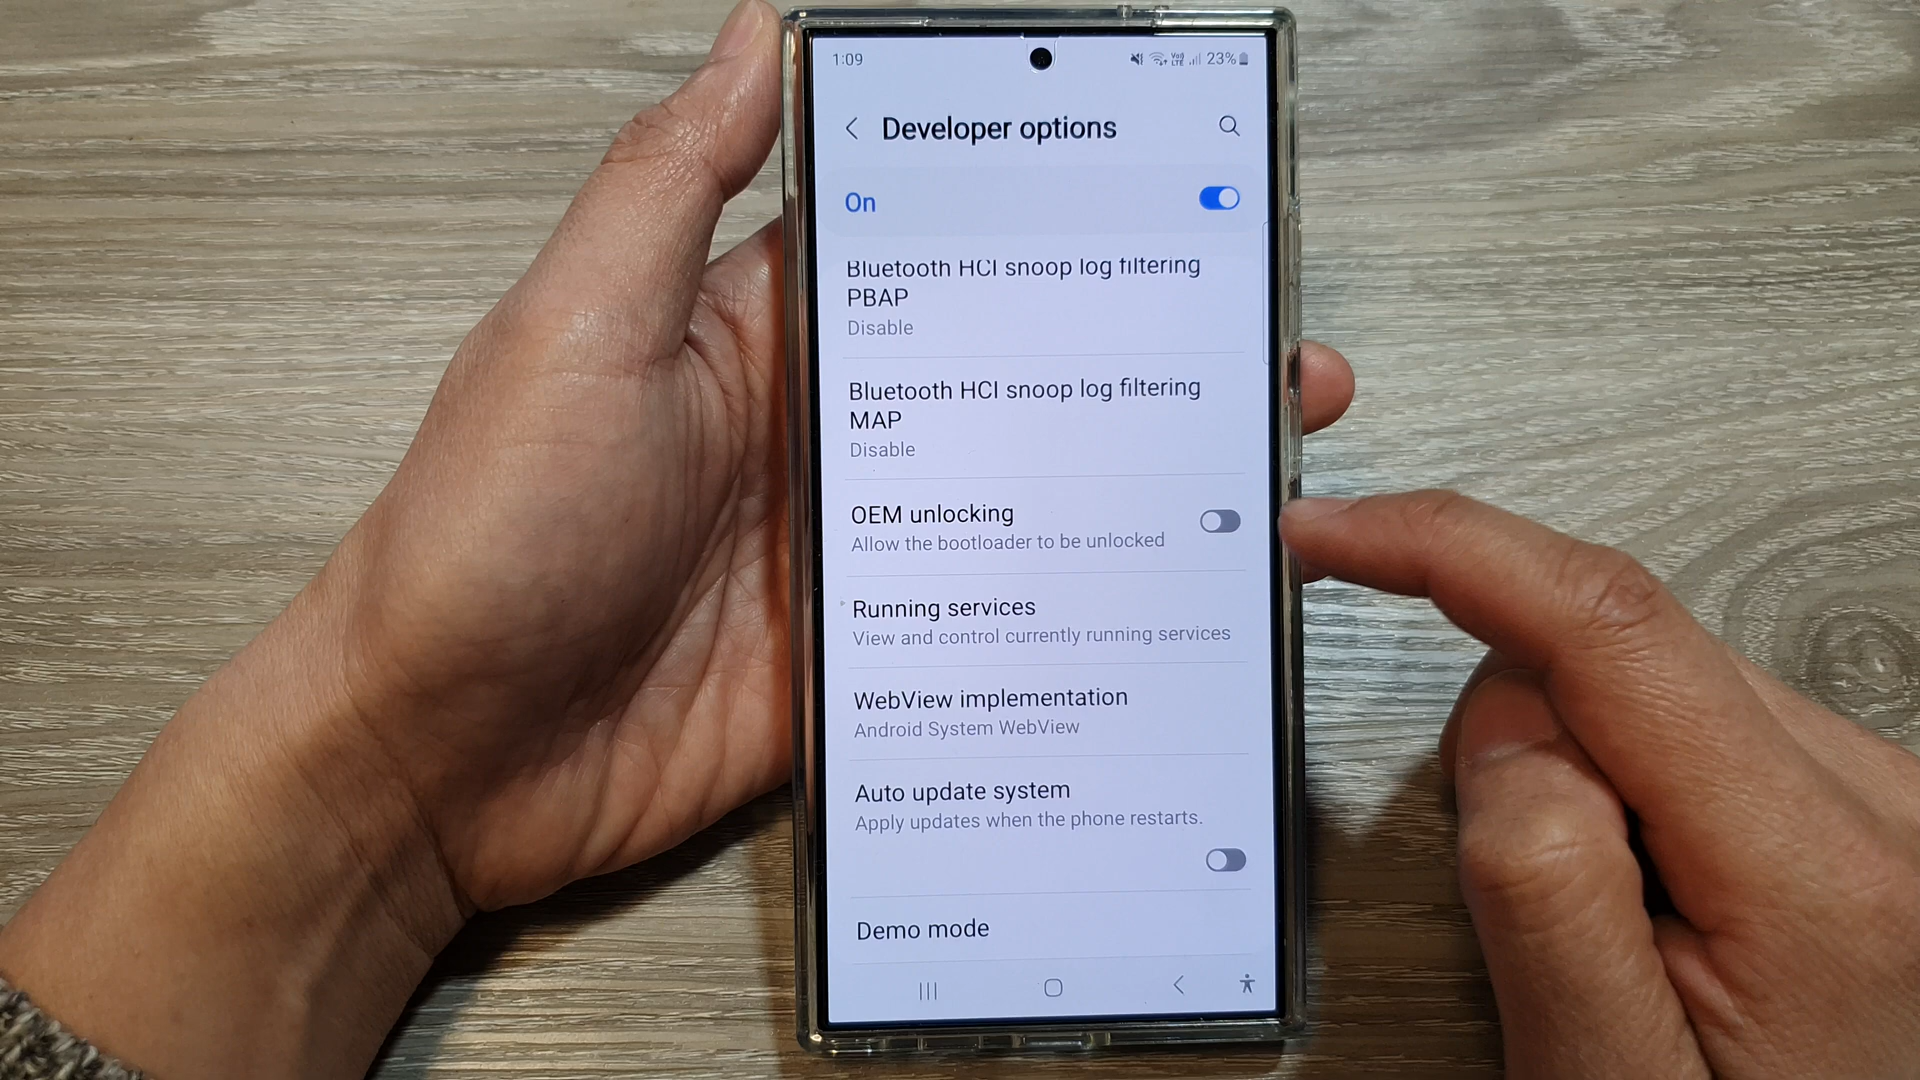 1:09
23%
Developer options
On
Bluetooth HCI snoop log filtering
PBAP
Disable
Bluetooth HCI snoop log filtering
MAP
Disable
OEM unlocking
Allow the bootloader to be unlocked
Running services
View and control currently running services
WebView implementation
Android System WebView
Auto update system
Apply updates when the phone restarts.
Demo mode